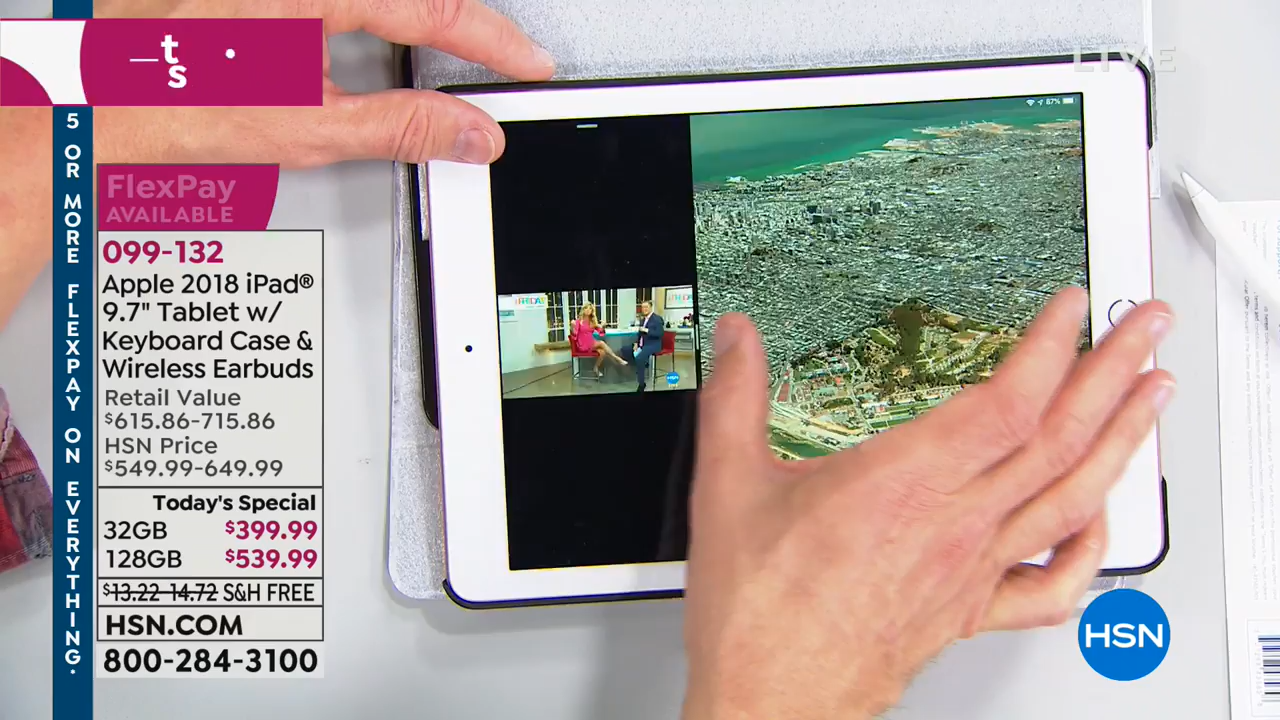 ts
LIVE
5 OR MORE FLEXPAY ON EVERYTHING.
FlexPay
AVAILABLE
099-132
Apple 2018 iPad®
9.7" Tablet w/
Keyboard Case &
Wireless Earbuds
Retail Value
$615.86-715.86
HSN Price
$549.99-649.99
Today's Special
32GB $399.99
128GB $539.99
$13.22-14.72 S&H FREE
HSN.COM
800-284-3100
87%
HSN
HSN